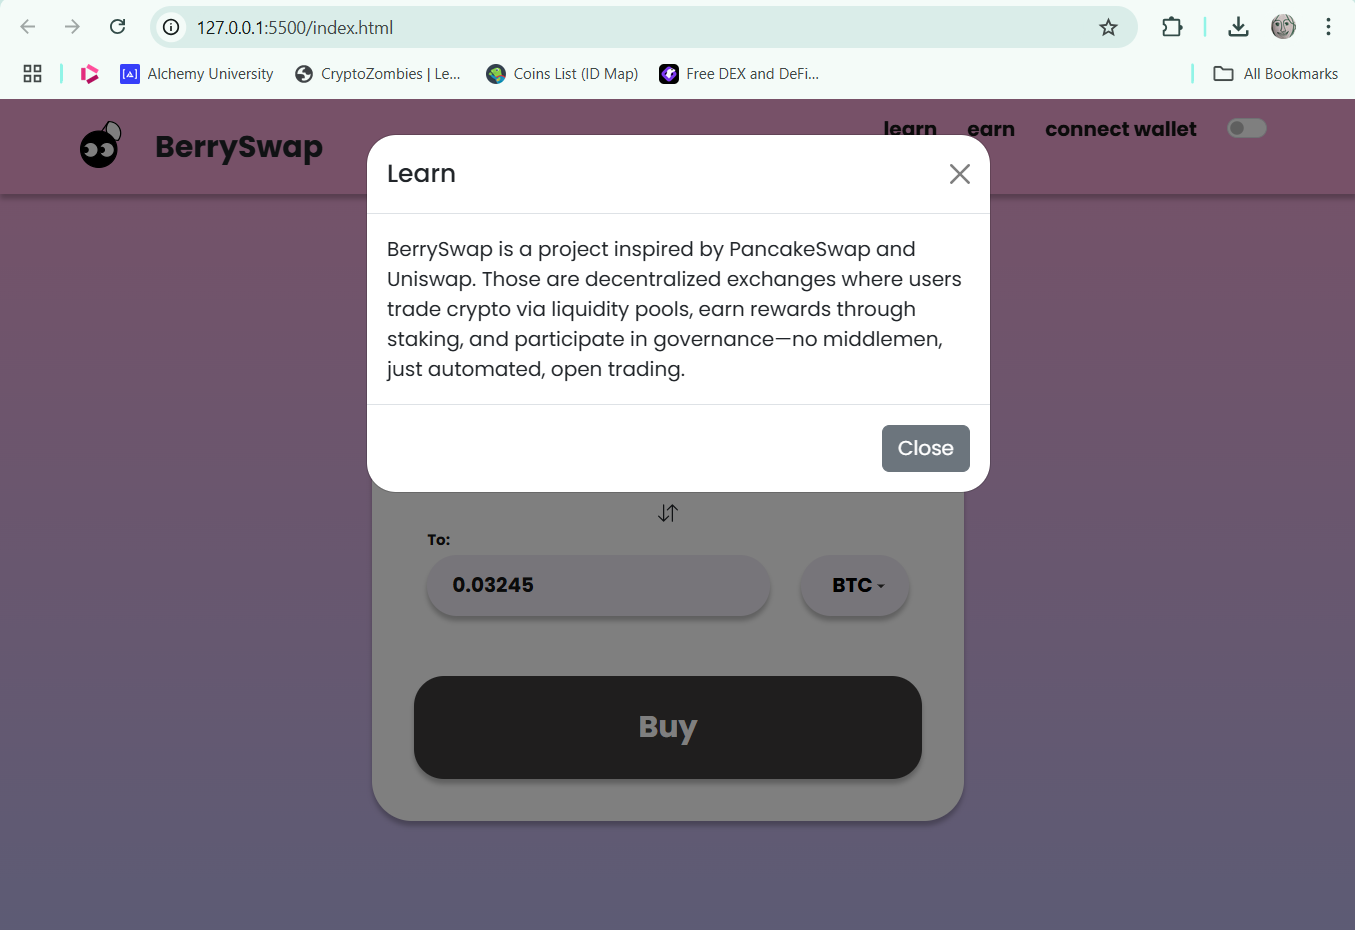 127.0.0.1:5500/index.html
Alchemy University
CryptoZombies | Le...
Coins List (ID Map)
Free DEX and DeFi...
All Bookmarks
BerrySwap
learn
earn
connect wallet
Learn
BerrySwap is a project inspired by PancakeSwap and
Uniswap. Those are decentralized exchanges where users
trade crypto via liquidity pools, earn rewards through
staking, and participate in governance—no middlemen,
just automated, open trading.
Close
To:
0.03245
BTC
Buy